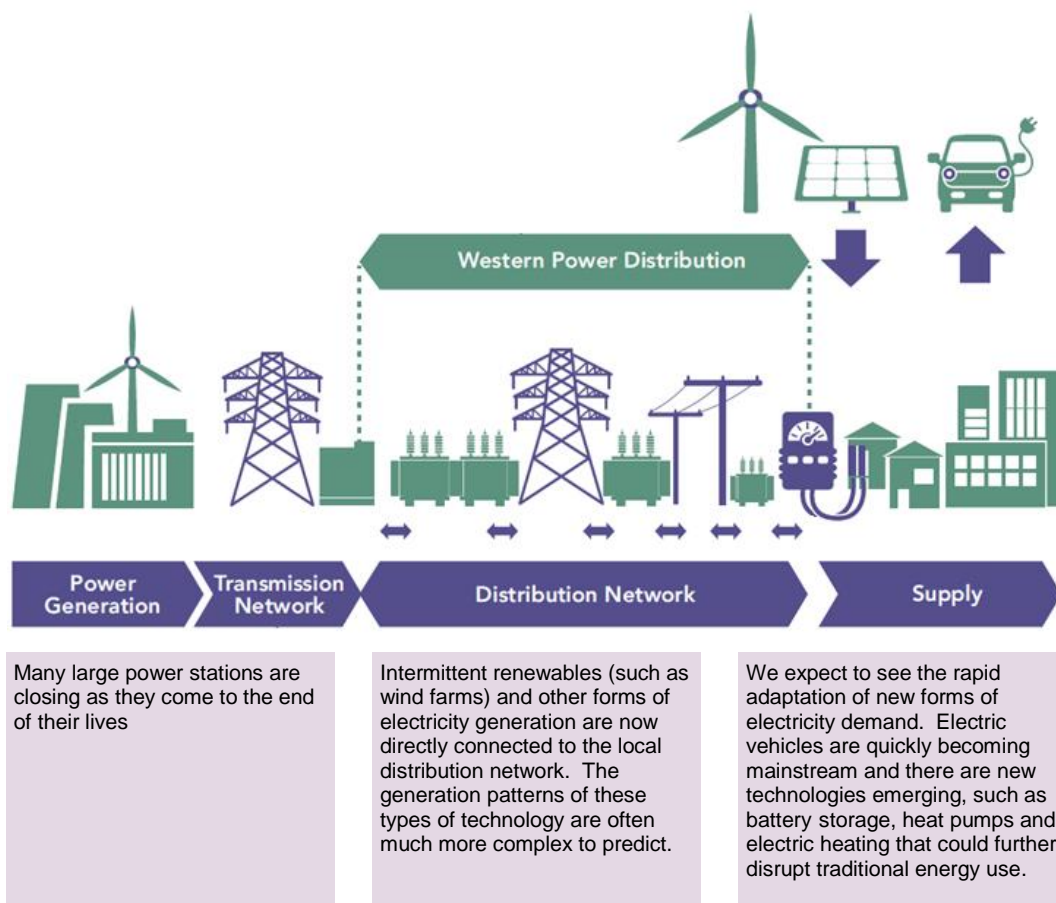 Western Power Distribution
Power
Generation
Transmission
Network
Distribution Network
Supply
Many large power stations are
closing as they come to the end
of their lives
Intermittent renewables (such as
wind farms) and other forms of
electricity generation are now
directly connected to the local
distribution network.  The
generation patterns of these
types of technology are often
much more complex to predict.
We expect to see the rapid
adaptation of new forms of
electricity demand.  Electric
vehicles are quickly becoming
mainstream and there are new
technologies emerging, such as
battery storage, heat pumps and
electric heating that could further
disrupt traditional energy use.